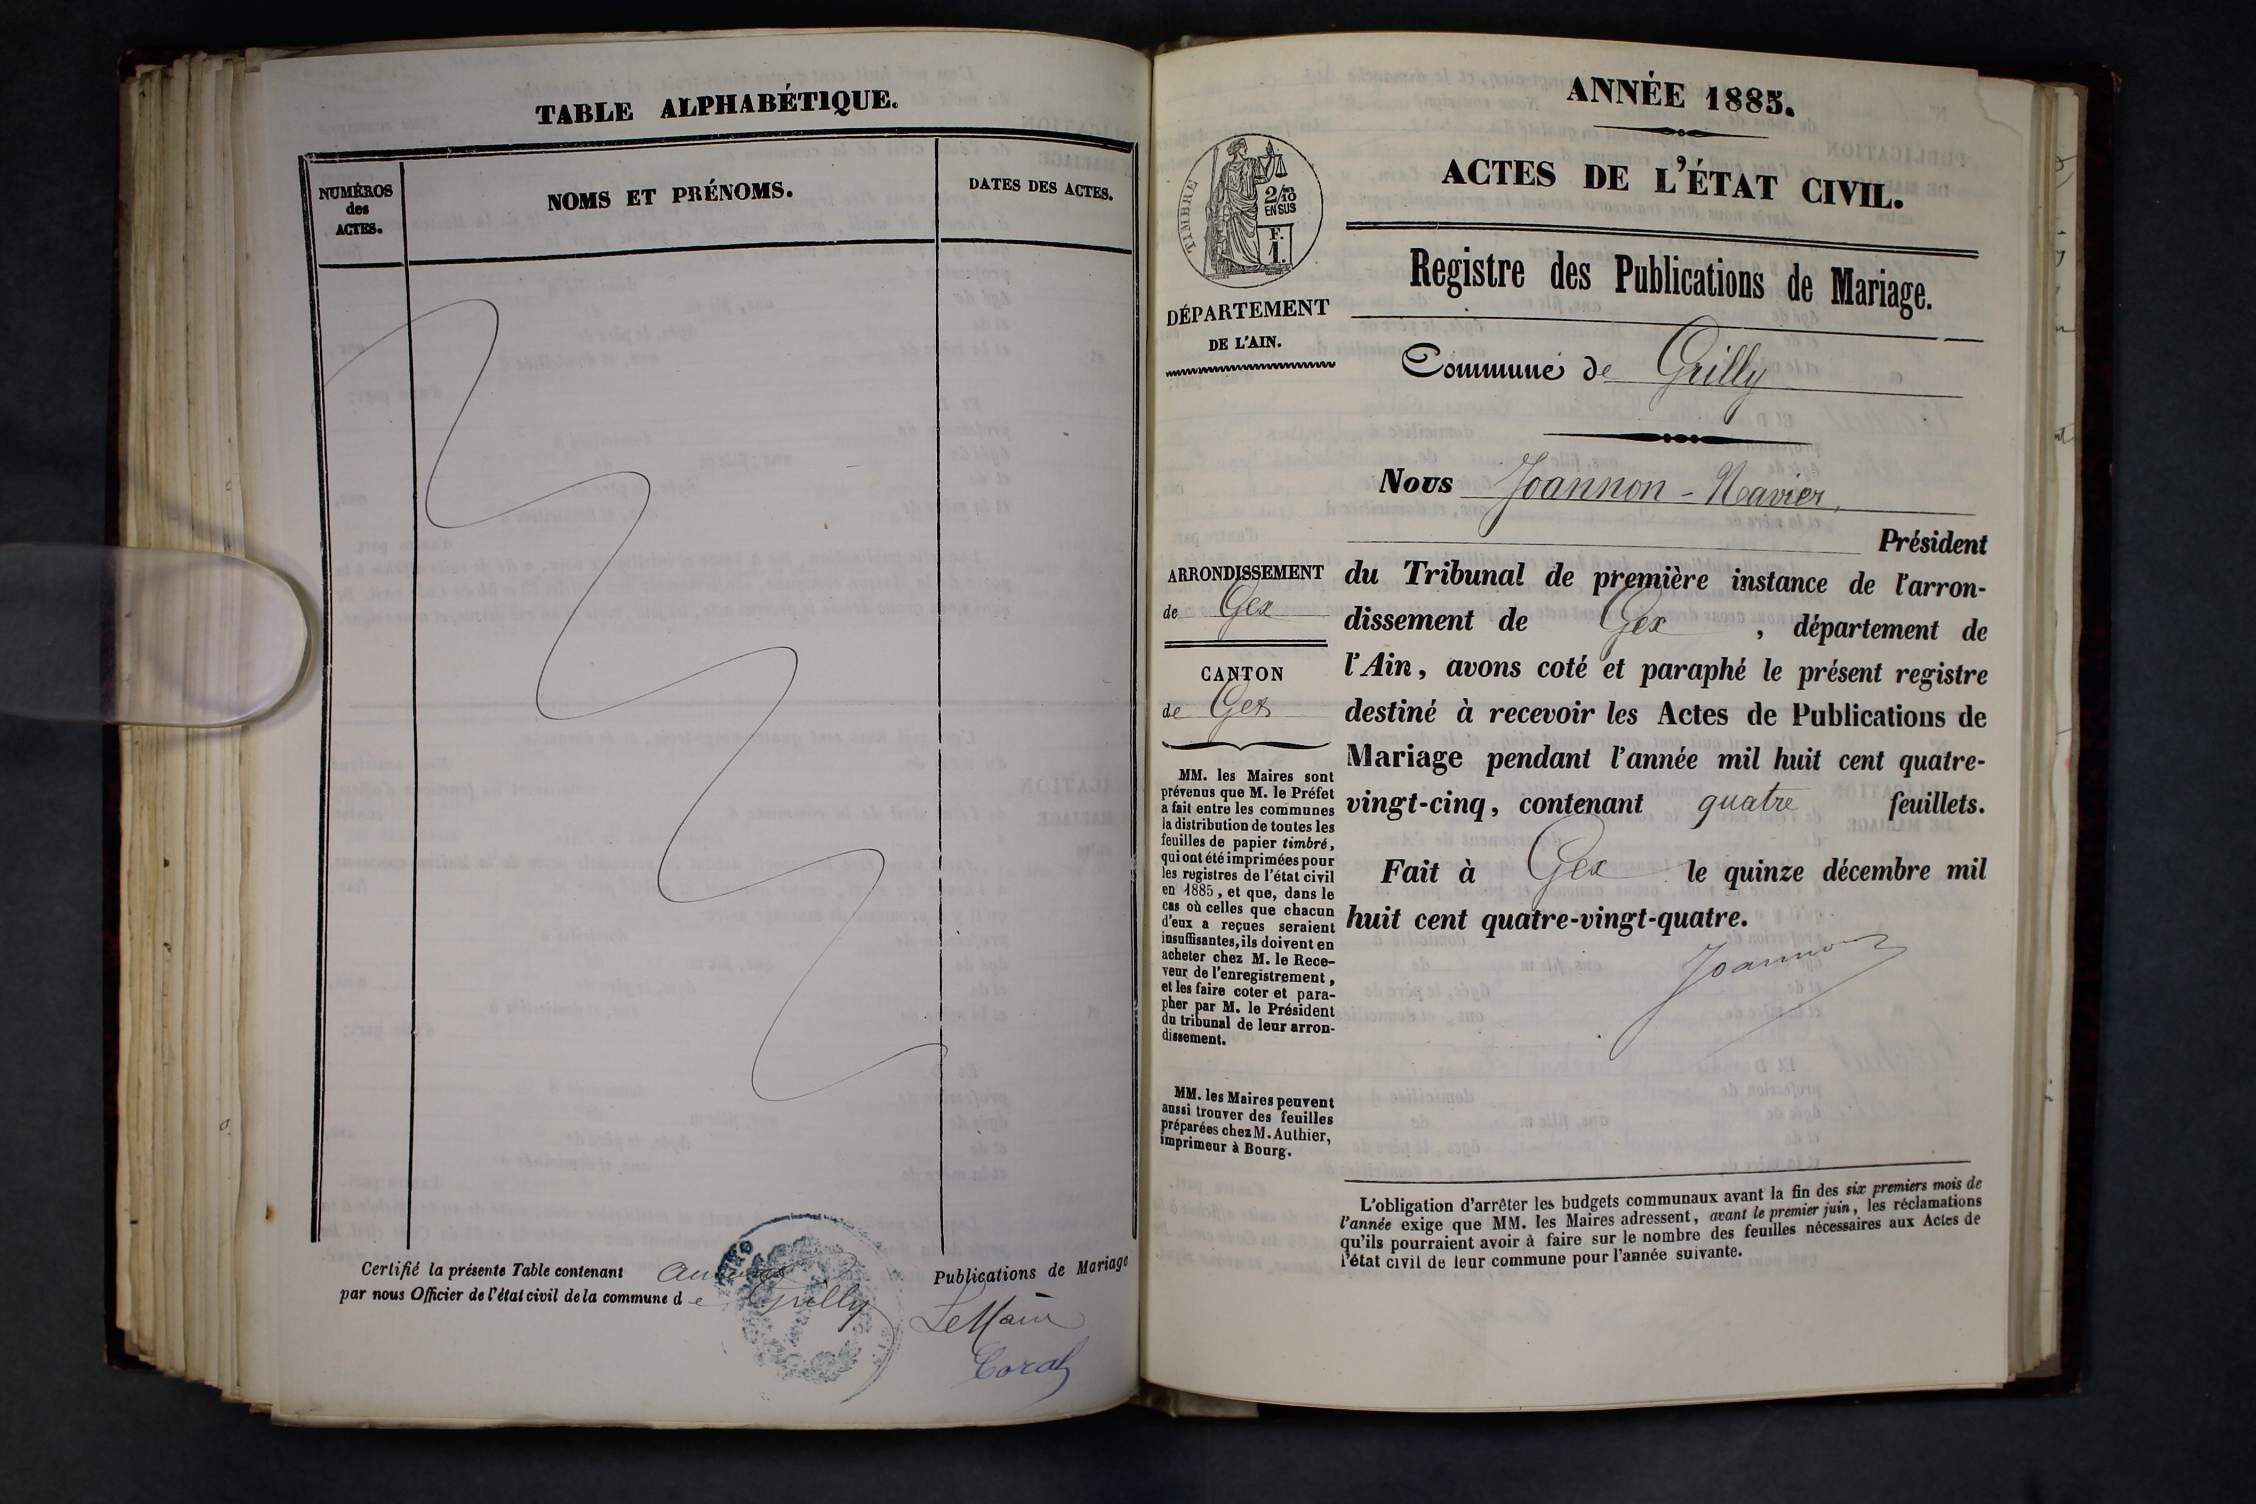 TABLE ALPHABÉTIQUE.
NUMÉROS
des
ACTES.
NOMS ET PRÉNOMS.
DATES DES ACTES.
Certifié la présente Table contenant aucunes Publications de Mariage
par nous Officier de l'état civil de la commune de Grilly
Le Maire
MAIRIE
AIN
ANNÉE 1885.
ACTES DE L'ÉTAT CIVIL.
TIMBRE
2/10
EN SUS
F.
1.
Registre des Publications de Mariage.
DÉPARTEMENT
DE L'AIN.
Commune de Grilly
Nous Joannon-Navier,
Président
ARRONDISSEMENT
de Gex
CANTON
de Gex
du Tribunal de première instance de l'arron-
dissement de Gex, département de
l'Ain, avons coté et paraphé le présent registre
destiné à recevoir les Actes de Publications de
Mariage pendant l'année mil huit cent quatre-
vingt-cinq, contenant quatre feuillets.
Fait à Gex le quinze décembre mil
huit cent quatre-vingt-quatre.
Joannon
MM. les Maires sont
prévenus que M. le Préfet
a fait entre les communes
la distribution de toutes les
feuilles de papier timbré,
qui ont été imprimées pour
les registres de l'état civil
en 1885, et que, dans le
cas où celles que chacun
d'eux a reçues seraient
insuffisantes, ils doivent en
acheter chez M. le Rece-
veur de l'enregistrement,
et les faire coter et para-
pher par M. le Président
du tribunal de leur arron-
dissement.
MM. les Maires peuvent
aussi trouver des feuilles
préparées chez M. Authier,
imprimeur à Bourg.
L'obligation d'arrêter les budgets communaux avant la fin des six premiers mois de
l'année exige que MM. les Maires adressent, avant le premier juin, les réclamations
qu'ils pourraient avoir à faire sur le nombre des feuilles nécessaires aux Actes de
l'état civil de leur commune pour l'année suivante.